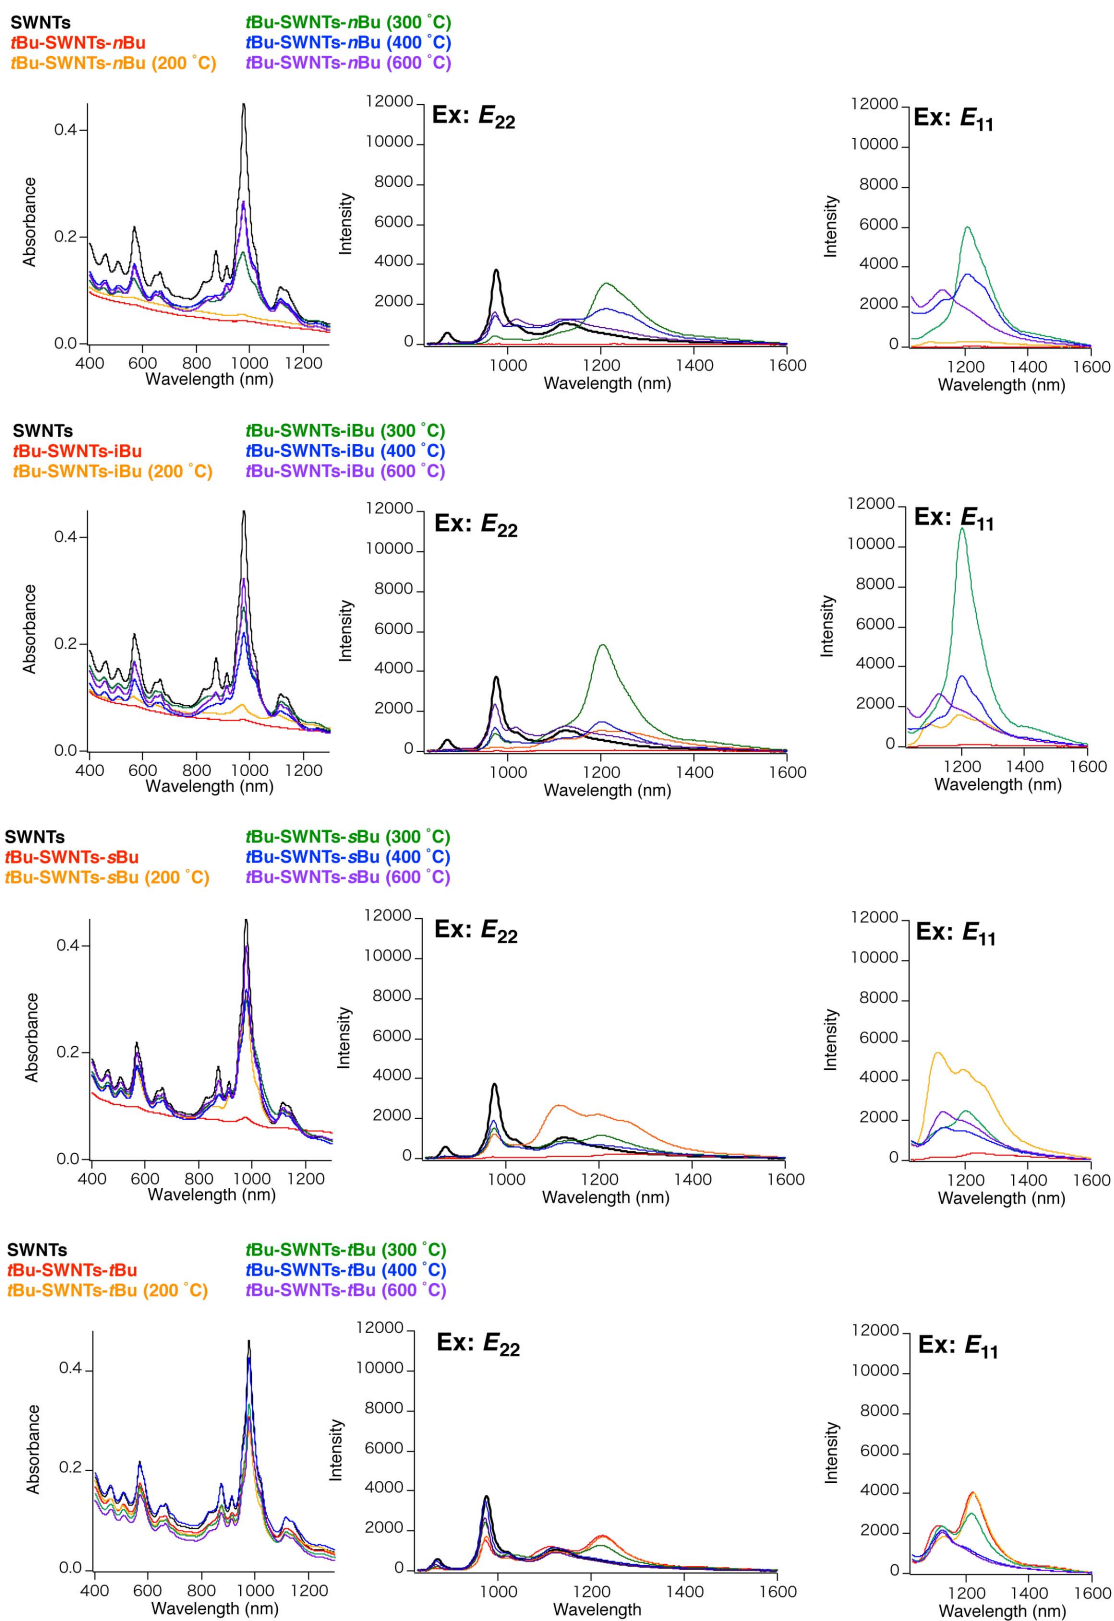 SWNTs
tBu-SWNTs-nBu
tBu-SWNTs-nBu (200 ˚C)
tBu-SWNTs-nBu (300 ˚C)
tBu-SWNTs-nBu (400 ˚C)
tBu-SWNTs-nBu (600 ˚C)
Absorbance
0.4
0.2
0.0
400 600 800 1000 1200
Wavelength (nm)
Ex: E22
Intensity
12000
10000
8000
6000
4000
2000
0
1000 1200 1400 1600
Wavelength (nm)
Ex: E11
Intensity
12000
10000
8000
6000
4000
2000
0
1200 1400 1600
Wavelength (nm)
SWNTs
tBu-SWNTs-iBu
tBu-SWNTs-iBu (200 ˚C)
tBu-SWNTs-iBu (300 ˚C)
tBu-SWNTs-iBu (400 ˚C)
tBu-SWNTs-iBu (600 ˚C)
Absorbance
0.4
0.2
0.0
400 600 800 1000 1200
Wavelength (nm)
Ex: E22
Intensity
12000
10000
8000
6000
4000
2000
0
1000 1200 1400 1600
Wavelength (nm)
Ex: E11
Intensity
12000
10000
8000
6000
4000
2000
0
1200 1400 1600
Wavelength (nm)
SWNTs
tBu-SWNTs-sBu
tBu-SWNTs-sBu (200 ˚C)
tBu-SWNTs-sBu (300 ˚C)
tBu-SWNTs-sBu (400 ˚C)
tBu-SWNTs-sBu (600 ˚C)
Absorbance
0.4
0.2
0.0
400 600 800 1000 1200
Wavelength (nm)
Ex: E22
Intensity
12000
10000
8000
6000
4000
2000
0
1000 1200 1400 1600
Wavelength (nm)
Ex: E11
Intensity
12000
10000
8000
6000
4000
2000
0
1200 1400 1600
Wavelength (nm)
SWNTs
tBu-SWNTs-tBu
tBu-SWNTs-tBu (200 ˚C)
tBu-SWNTs-tBu (300 ˚C)
tBu-SWNTs-tBu (400 ˚C)
tBu-SWNTs-tBu (600 ˚C)
Absorbance
0.4
0.2
0.0
400 600 800 1000 1200
Wavelength (nm)
Ex: E22
Intensity
12000
10000
8000
6000
4000
2000
0
1000 1200 1400 1600
Wavelength
Ex: E11
Intensity
12000
10000
8000
6000
4000
2000
0
1200 1400 1600
Wavelength (nm)